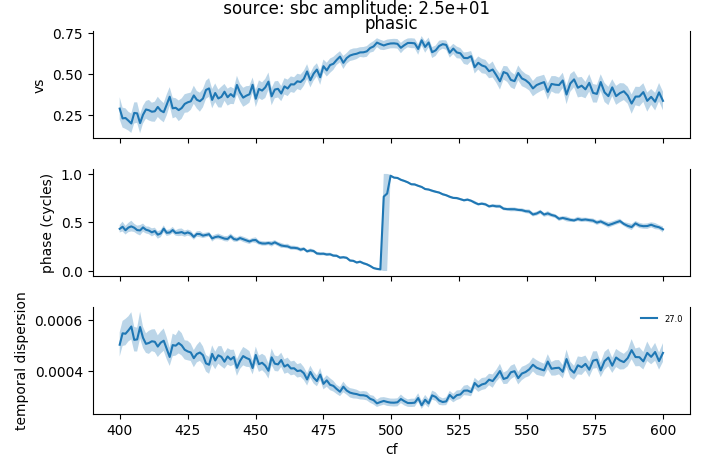 source: sbc amplitude: 2.5e+01
phasic
0.75
0.50
0.25
vs
1.0
0.5
0.0
phase (cycles)
0.0006
0.0004
temporal dispersion
27.0
400 425 450 475 500 525 550 575 600
cf